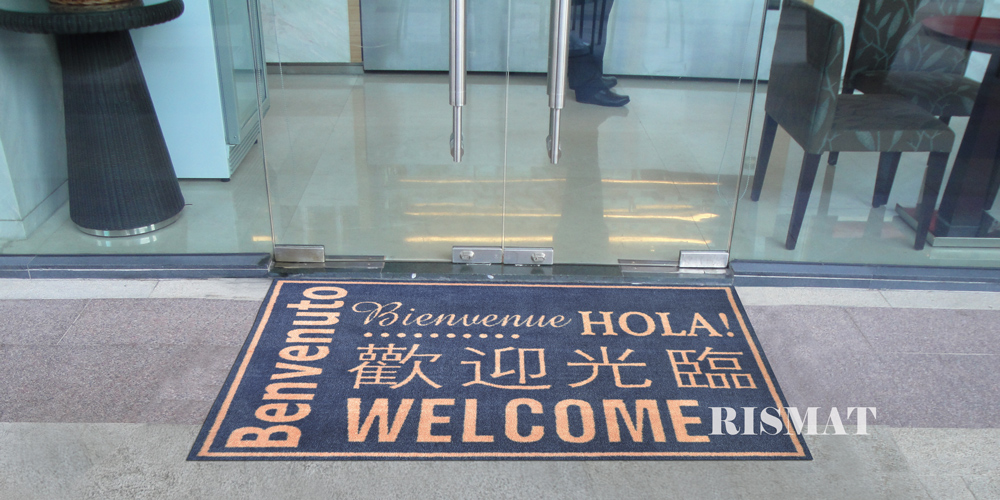 Benvenuto
Bienvenue HOLA!
歡迎光臨
WELCOME
RISMAT